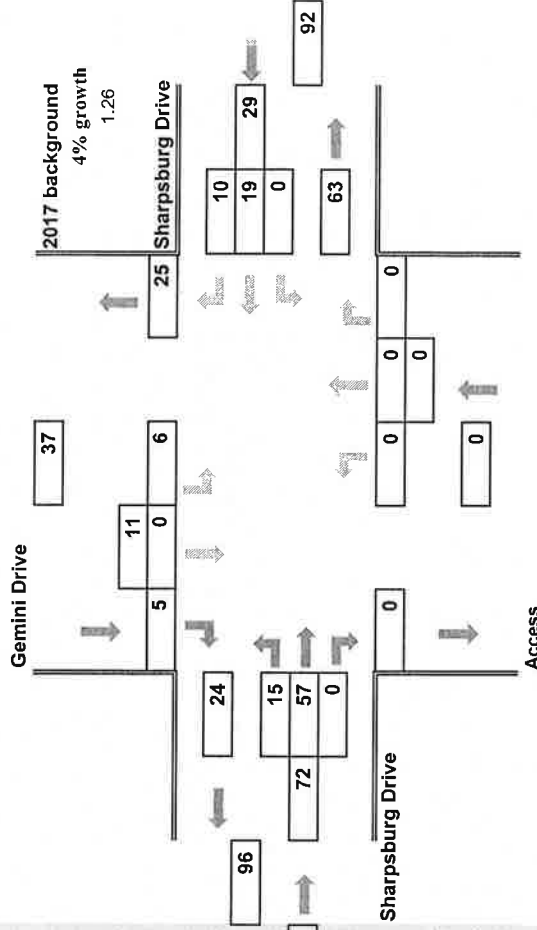 Gemini Drive
37
2017 background
4% growth
1.26
11
5 0 6 25 Sharpsburg Drive
24 10
96 19 29
15 0
72 57 92
0 63
Sharpsburg Drive
0 0 0 0
0
0
Access